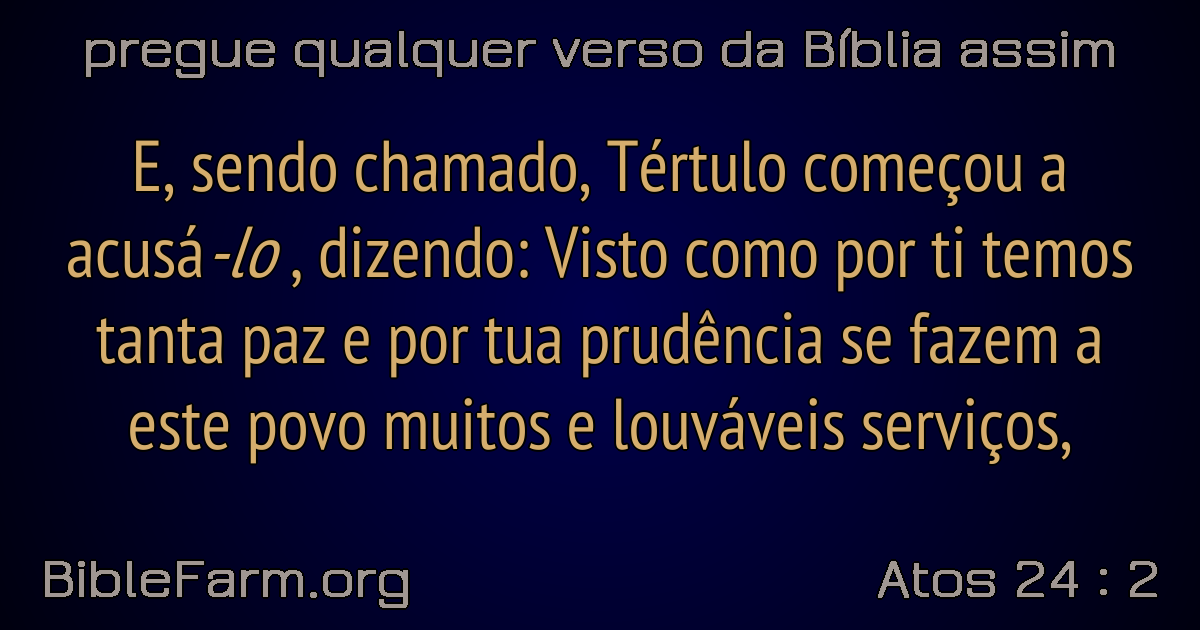 pregue qualquer verso da Bíblia assim
E, sendo chamado, Tértulo começou a
acusá-lo , dizendo: Visto como por ti temos
tanta paz e por tua prudência se fazem a
este povo muitos e louváveis serviços,
BibleFarm.org
Atos 24 : 2